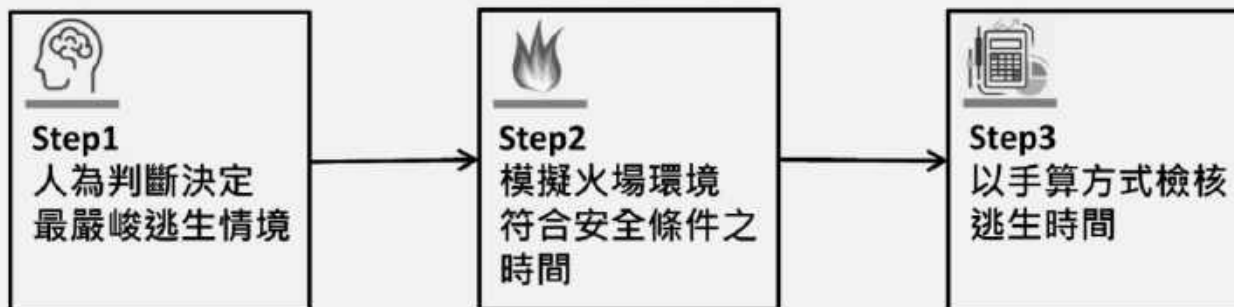 Step1
人為判斷決定
最嚴峻逃生情境
Step2
模擬火場環境
符合安全條件之
時間
Step3
以手算方式檢核
逃生時間